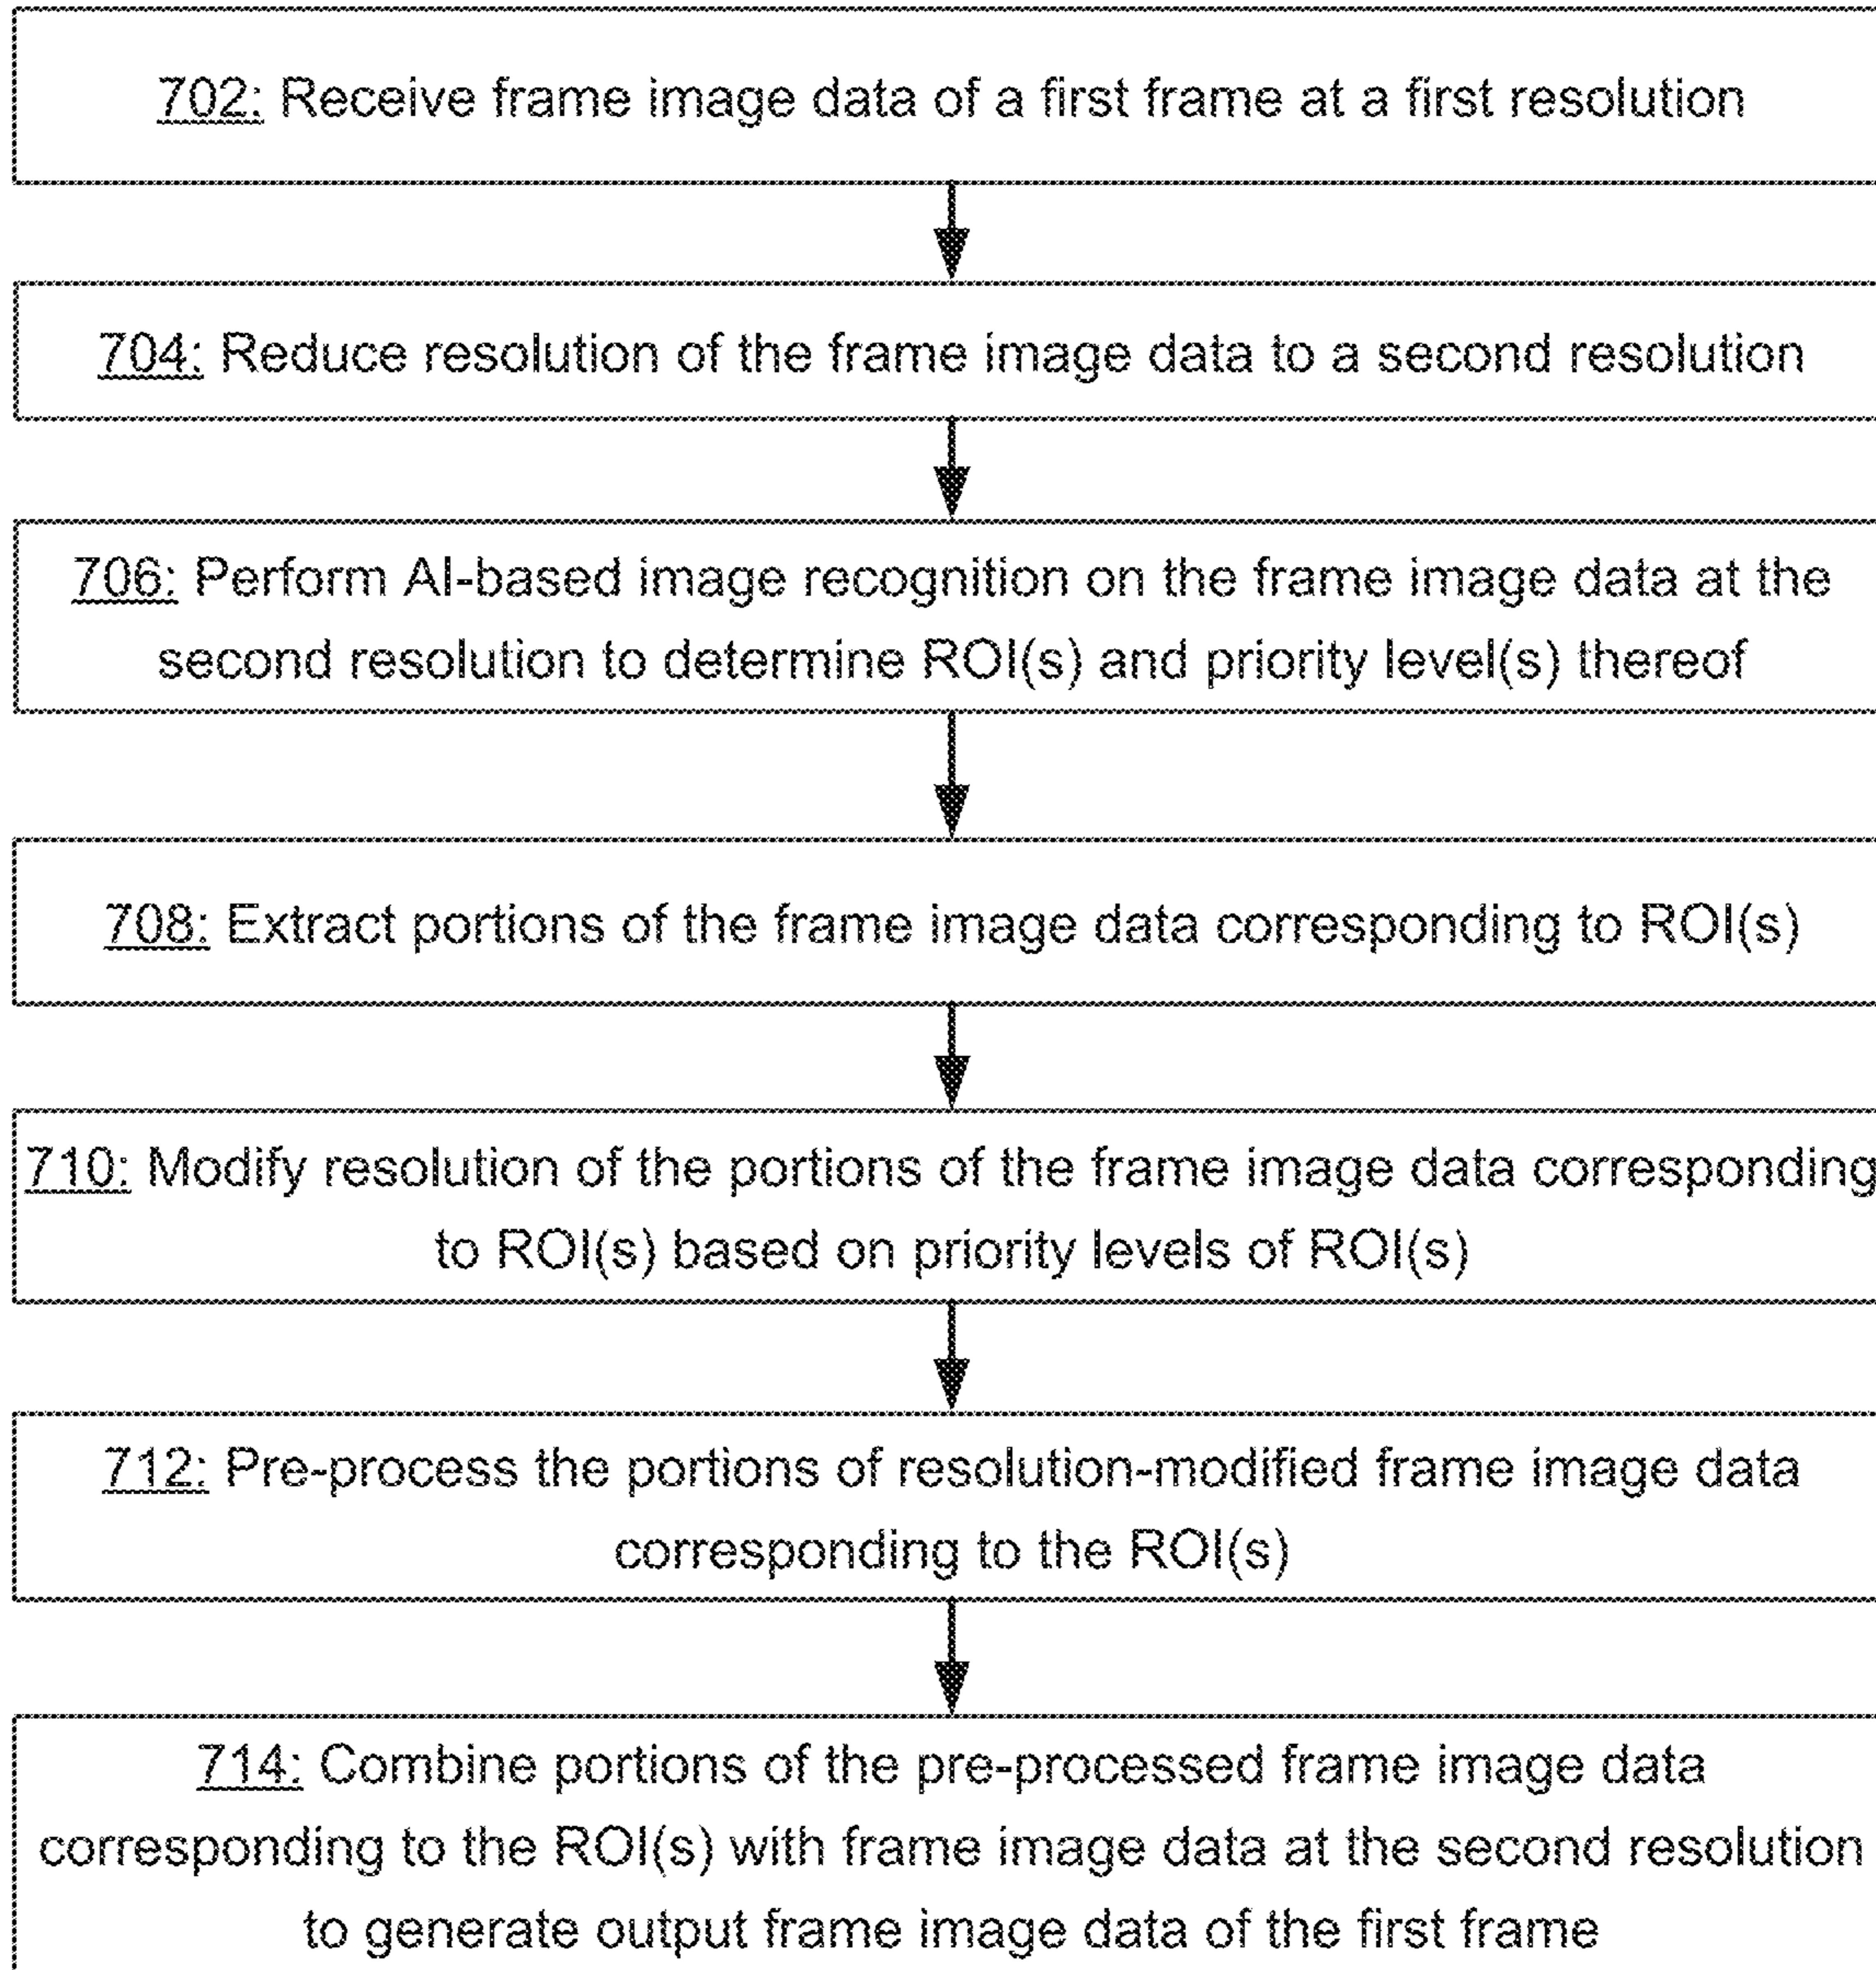 702: Receive frame image data of a first frame at a first resolution
704: Reduce resolution of the frame image data to a second resolution
706: Perform AI-based image recognition on the frame image data at the
second resolution to determine ROI(s) and priority level(s) thereof
708: Extract portions of the frame image data corresponding to ROI(s)
710: Modify resolution of the portions of the frame image data corresponding
to ROI(s) based on priority levels of ROI(s)
712: Pre-process the portions of resolution-modified frame image data
corresponding to the ROI(s)
714: Combine portions of the pre-processed frame image data
corresponding to the ROI(s) with frame image data at the second resolution
to generate output frame image data of the first frame